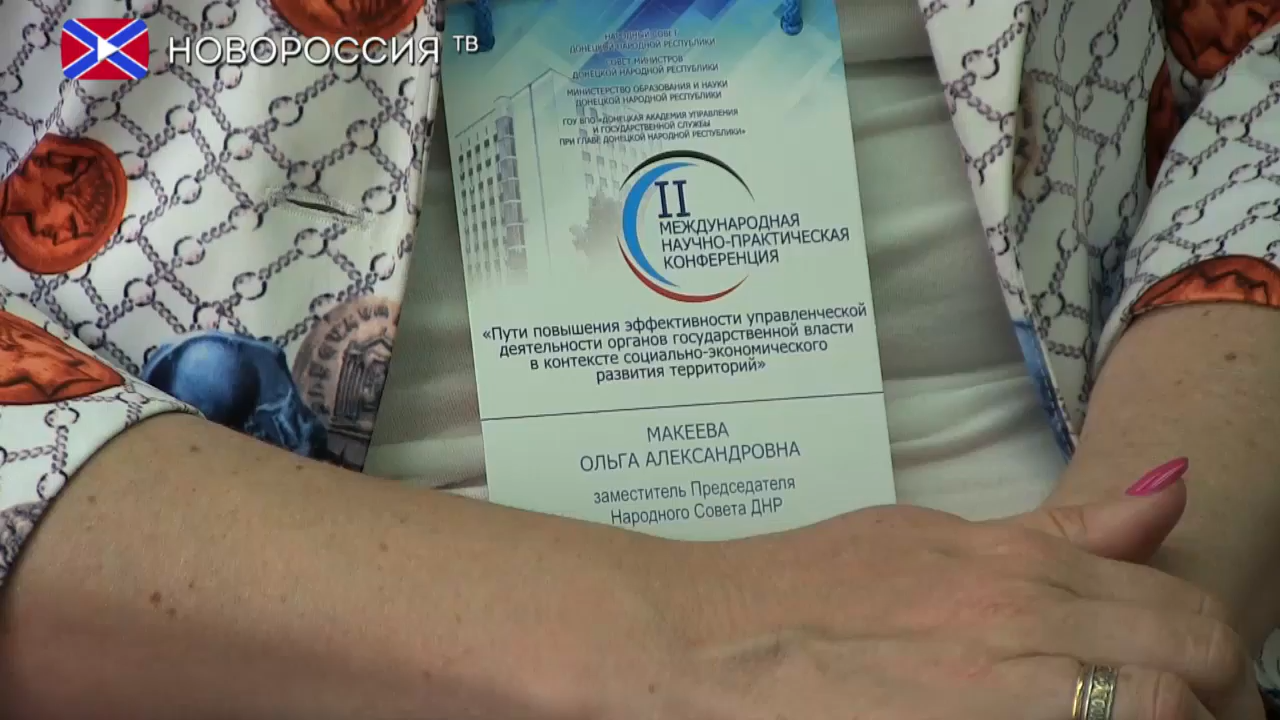 НОВОРОССИЯ ТВ
НАРОДНЫЙ СОВЕТ
ДОНЕЦКОЙ НАРОДНОЙ РЕСПУБЛИКИ
СОВЕТ МИНИСТРОВ
ДОНЕЦКОЙ НАРОДНОЙ РЕСПУБЛИКИ
МИНИСТЕРСТВО ОБРАЗОВАНИЯ И НАУКИ
ДОНЕЦКОЙ НАРОДНОЙ РЕСПУБЛИКИ
ГОУ ВПО «ДОНЕЦКАЯ АКАДЕМИЯ УПРАВЛЕНИЯ
И ГОСУДАРСТВЕННОЙ СЛУЖБЫ
ПРИ ГЛАВЕ ДОНЕЦКОЙ НАРОДНОЙ РЕСПУБЛИКИ»
II
МЕЖДУНАРОДНАЯ
НАУЧНО-ПРАКТИЧЕСКАЯ
КОНФЕРЕНЦИЯ
«Пути повышения эффективности управленческой
деятельности органов государственной власти
в контексте социально-экономического
развития территорий»
МАКЕЕВА
ОЛЬГА АЛЕКСАНДРОВНА
заместитель Председателя
Народного Совета ДНР